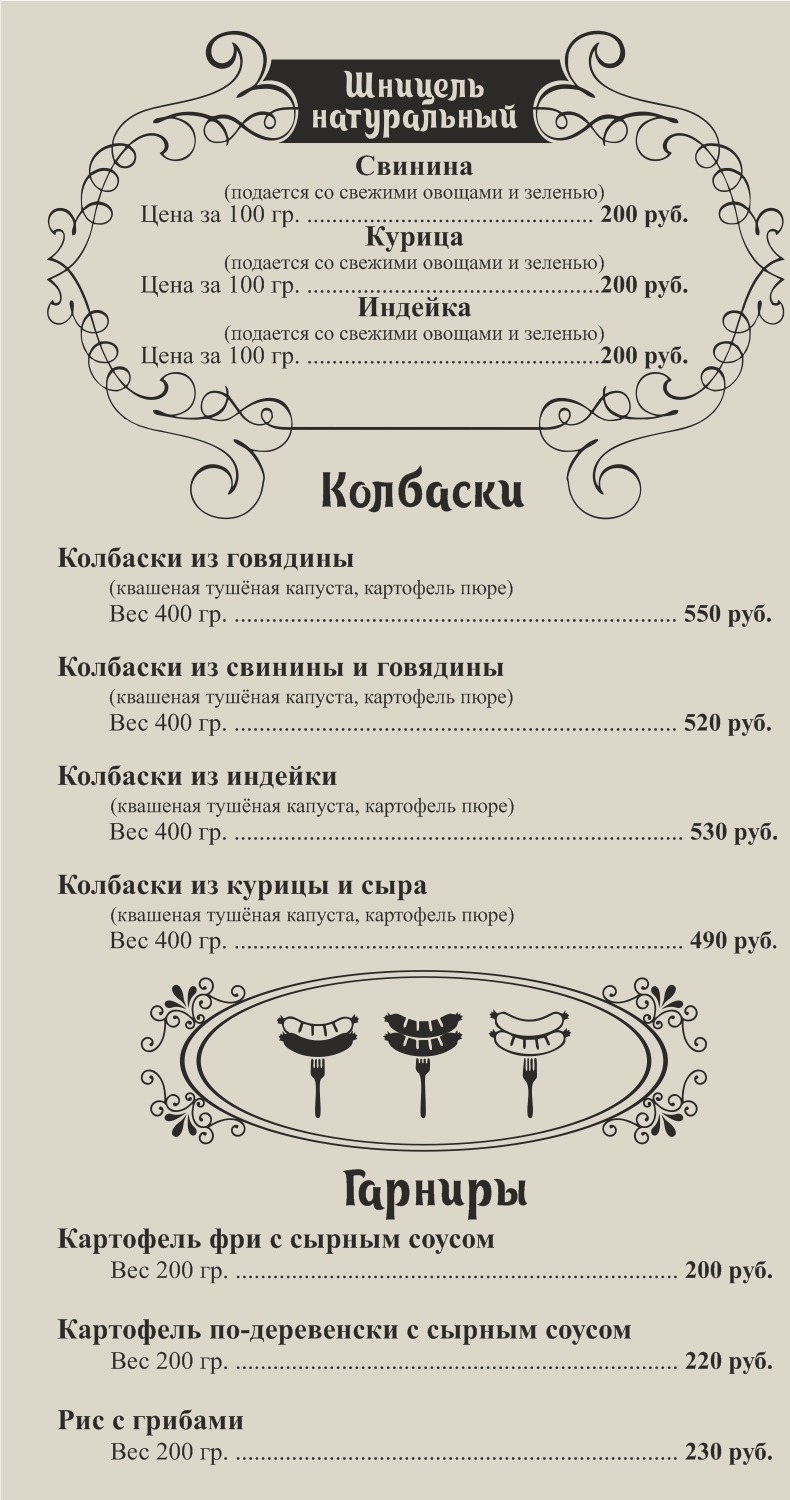 Шницель
натуральный
Свинина
(подается со свежими овощами и зеленью)
Цена за 100 гр. .............................................. 200 руб.
Курица
(подается со свежими овощами и зеленью)
Цена за 100 гр. ...............................................200 руб.
Индейка
(подается со свежими овощами и зеленью)
Цена за 100 гр. ...............................................200 руб.
Колбаски
Колбаски из говядины
(квашеная тушёная капуста, картофель пюре)
Вес 400 гр. ....................................................................... 550 руб.
Колбаски из свинины и говядины
(квашеная тушёная капуста, картофель пюре)
Вес 400 гр. ....................................................................... 520 руб.
Колбаски из индейки
(квашеная тушёная капуста, картофель пюре)
Вес 400 гр. ........................................................................ 530 руб.
Колбаски из курицы и сыра
(квашеная тушёная капуста, картофель пюре)
Вес 400 гр. ........................................................................ 490 руб.
Гарниры
Картофель фри с сырным соусом
Вес 200 гр. ....................................................................... 200 руб.
Картофель по-деревенски с сырным соусом
Вес 200 гр. ....................................................................... 220 руб.
Рис с грибами
Вес 200 гр. ....................................................................... 230 руб.